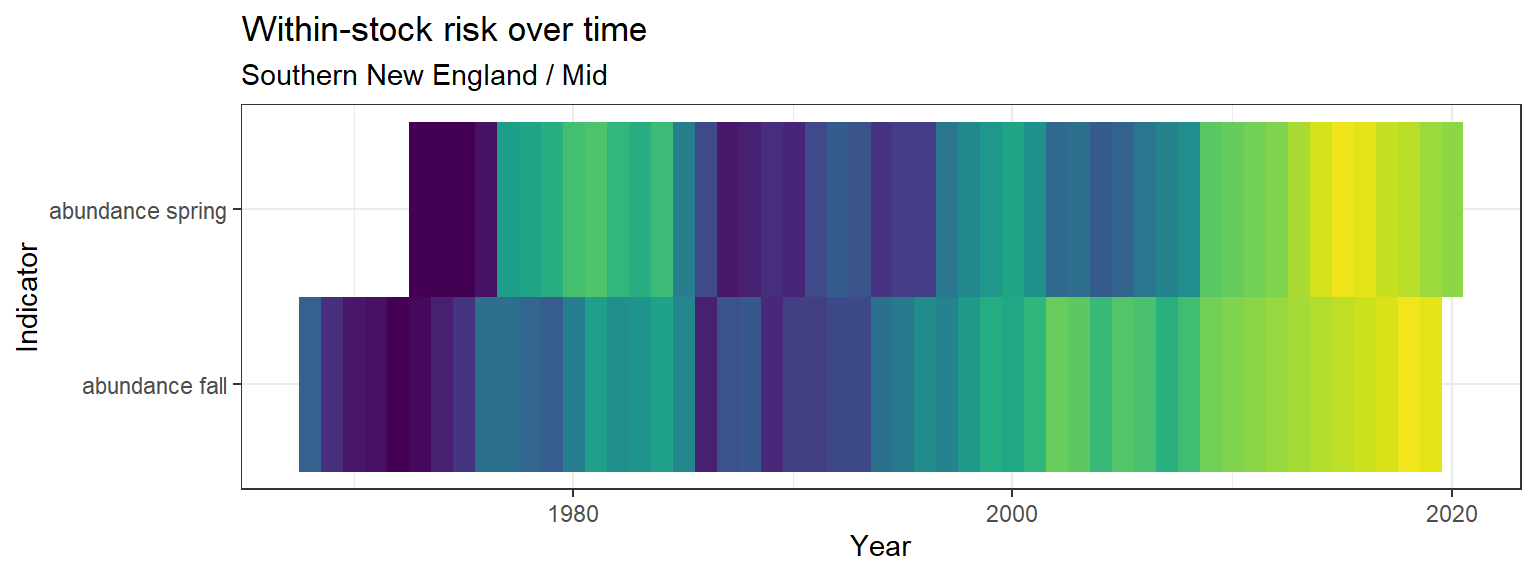 Within-stock risk over time
Southern New England / Mid
Indicator
abundance spring
abundance fall
1980
2000
2020
Year